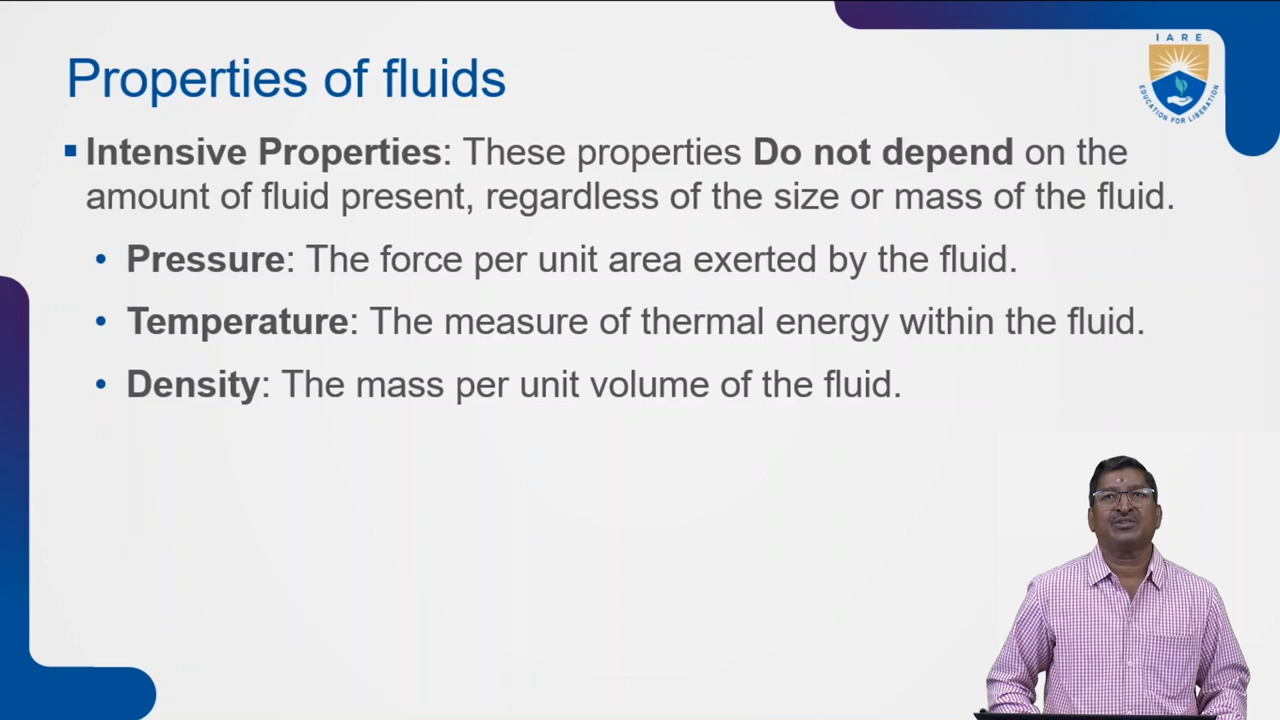 IARE
Properties of fluids
EDUCATION FOR LIBERATION
▪ Intensive Properties: These properties Do not depend on the
amount of fluid present, regardless of the size or mass of the fluid.
• Pressure: The force per unit area exerted by the fluid.
• Temperature: The measure of thermal energy within the fluid.
• Density: The mass per unit volume of the fluid.